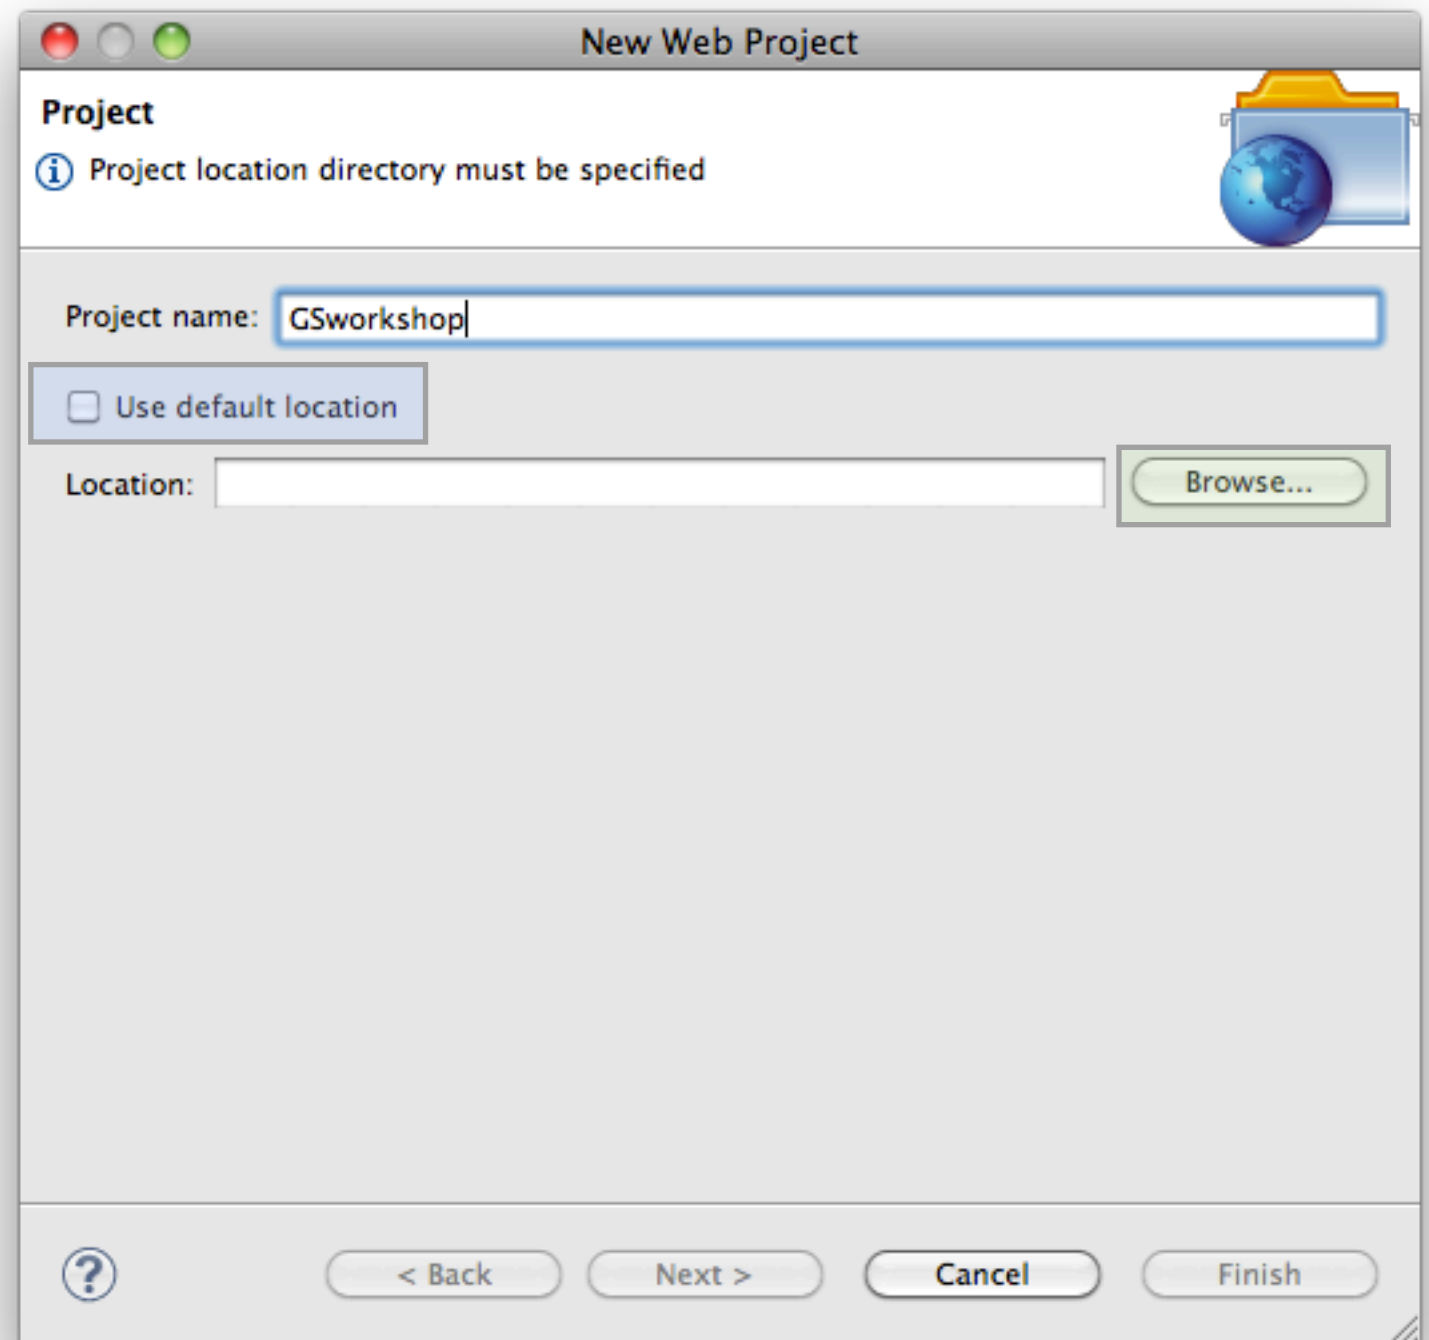 New Web Project
Project
Project location directory must be specified
Project name: GSworkshop
Use default location
Location: Browse...
? < Back Next > Cancel Finish